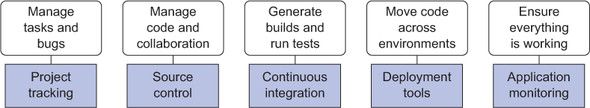 Manage
tasks and
bugs
Project
tracking
Manage
code and
collaboration
Source
control
Generate
builds and
run tests
Continuous
integration
Move code
across
environments
Deployment
tools
Ensure
everything
is working
Application
monitoring